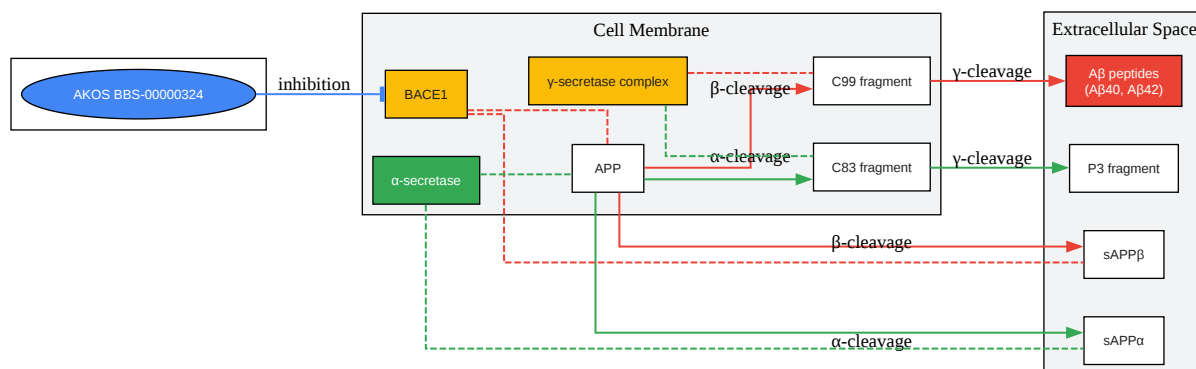 Cell Membrane
Extracellular Space
AKOS BBS-00000324
inhibition
BACE1
γ-secretase complex
β-cleavage
C99 fragment
γ-cleavage
Aβ peptides
(Aβ40, Aβ42)
α-secretase
APP
α-cleavage
C83 fragment
γ-cleavage
P3 fragment
β-cleavage
sAPPβ
α-cleavage
sAPPα